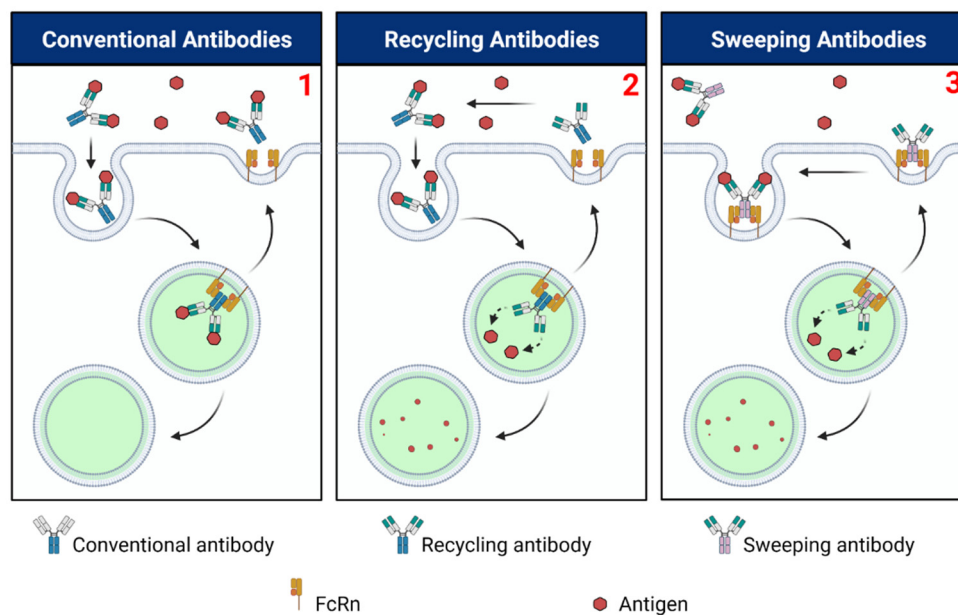 Conventional Antibodies
1
Recycling Antibodies
2
Sweeping Antibodies
3
Conventional antibody
Recycling antibody
Sweeping antibody
FcRn
Antigen